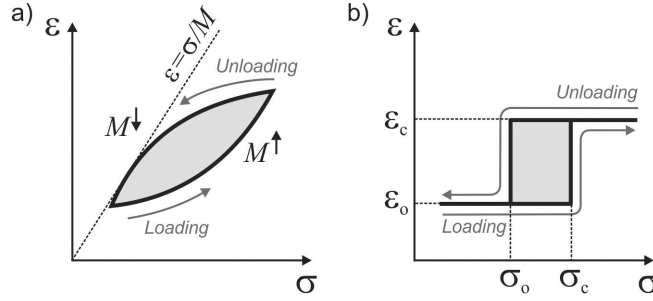 a)
ε
ε=σ/M
Unloading
M↓
M↑
Loading
σ
b)
ε
Unloading
εc
εo
Loading
σo
σc
σ